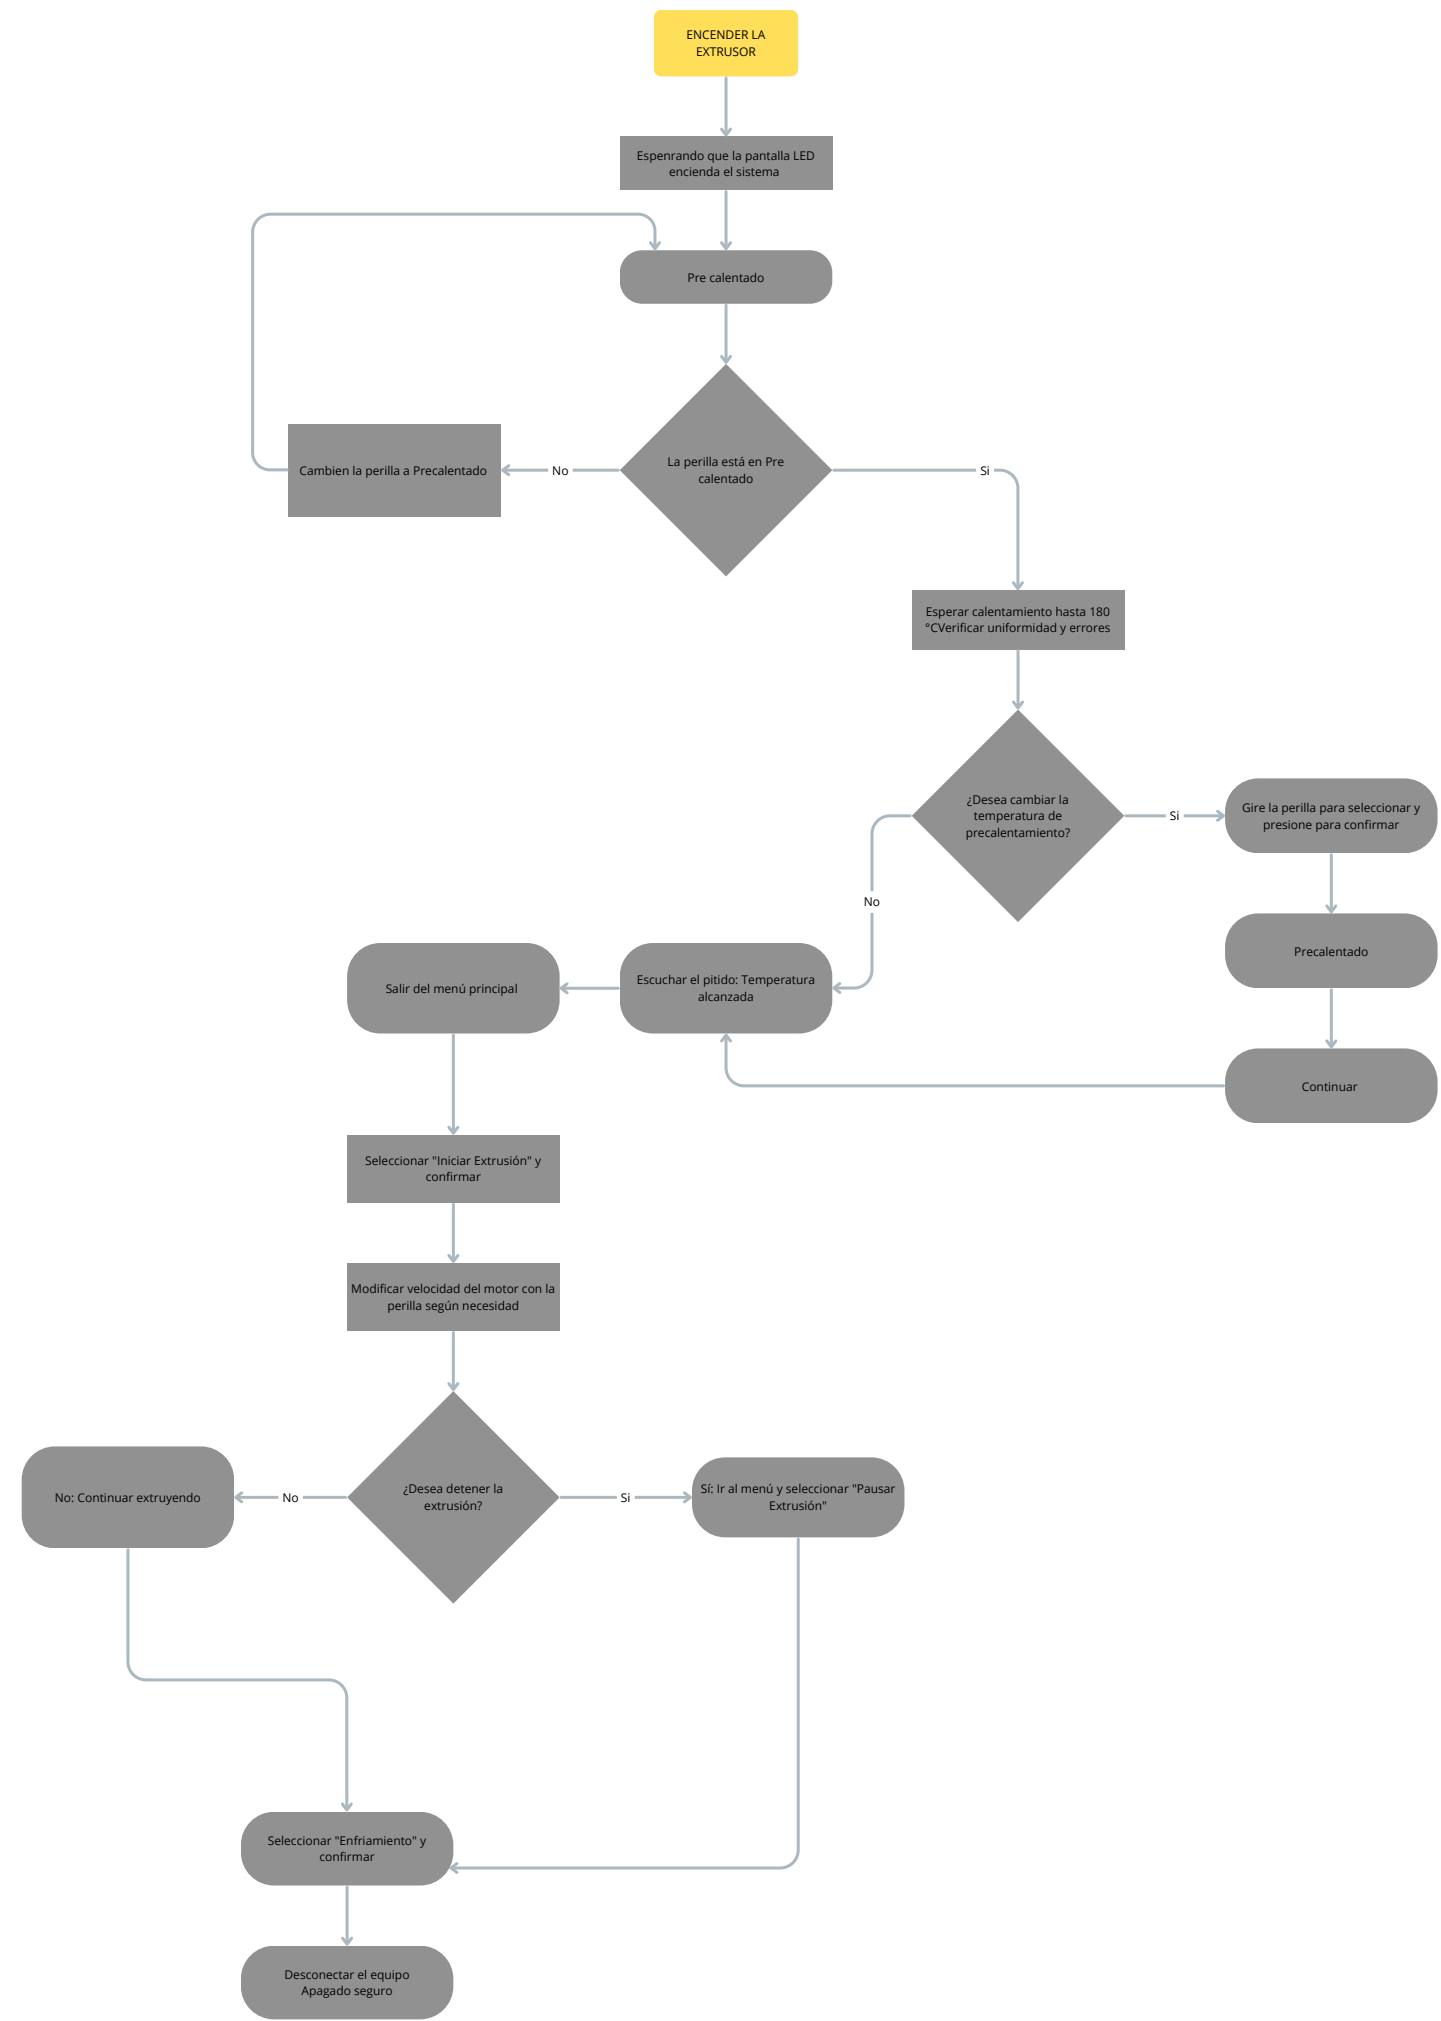 ENCENDER LA
EXTRUSOR
Espenrando que la pantalla LED
encienda el sistema
Pre calentado
La perilla está en Pre
calentado
No
Cambien la perilla a Precalentado
Si
Esperar calentamiento hasta 180
°CVerificar uniformidad y errores
¿Desea cambiar la
temperatura de
precalentamiento?
Si
Gire la perilla para seleccionar y
presione para confirmar
No
Precalentado
Escuchar el pitido: Temperatura
alcanzada
Salir del menú principal
Continuar
Seleccionar "Iniciar Extrusión" y
confirmar
Modificar velocidad del motor con la
perilla según necesidad
¿Desea detener la
extrusión?
No
No: Continuar extruyendo
Si
Sí: Ir al menú y seleccionar "Pausar
Extrusión"
Seleccionar "Enfriamiento" y
confirmar
Desconectar el equipo
Apagado seguro